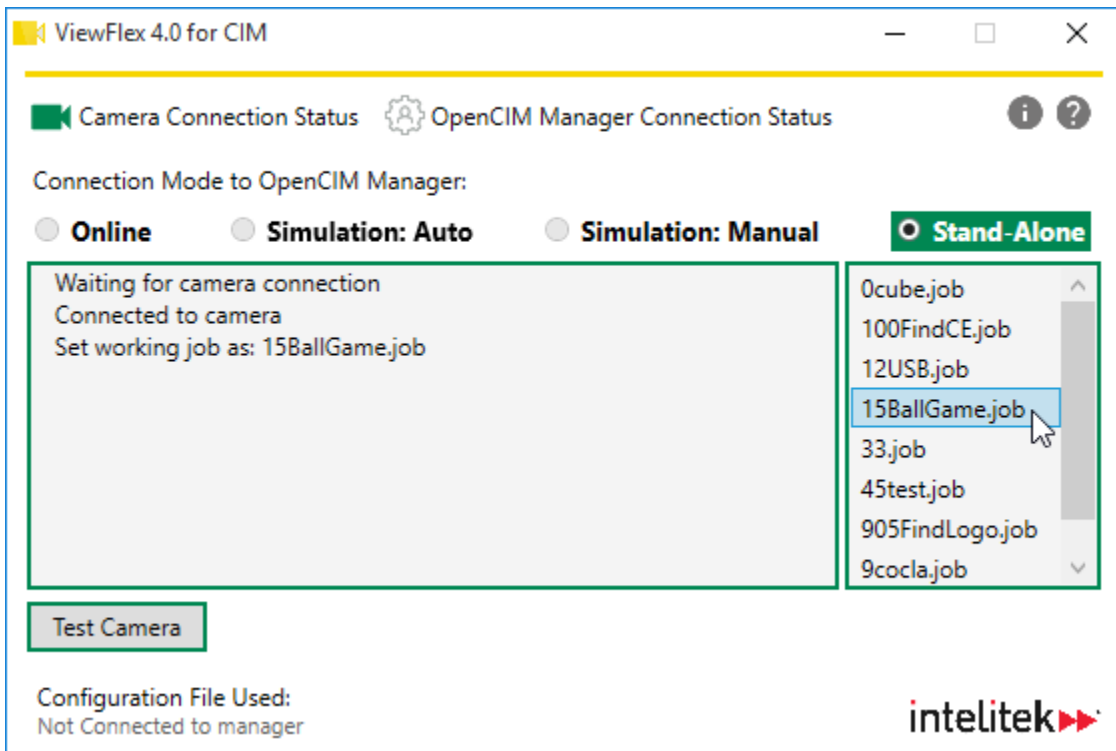 ViewFlex 4.0 for CIM
Camera Connection Status OpenCIM Manager Connection Status
Connection Mode to OpenCIM Manager:
Online Simulation: Auto Simulation: Manual Stand-Alone
Waiting for camera connection
Connected to camera
Set working job as: 15BallGame.job
0cube.job
100FindCE.job
12USB.job
15BallGame.job
33.job
45test.job
905FindLogo.job
9cocla.job
Test Camera
Configuration File Used:
Not Connected to manager
intelitek